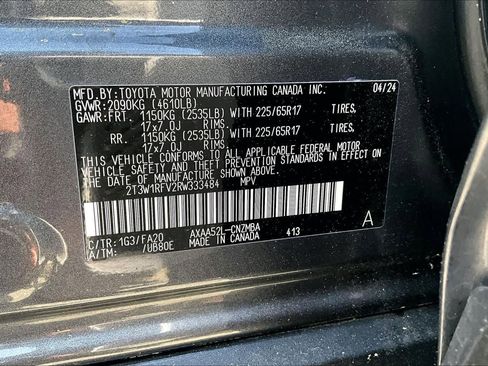 MFD.BY:TOYOTA MOTOR MANUFACTURING CANADA INC. 04/24
GVWR:2090KG (4610LB)
GAWR:FRT. 1150KG (2535LB) WITH 225/65R17 TIRES,
17x7.0J RIMS
RR. 1150KG (2535LB) WITH 225/65R17 TIRES,
17x7.0J RIMS
THIS VEHICLE CONFORMS TO ALL APPLICABLE FEDERAL MOTOR
VEHICLE SAFETY AND THEFT PREVENTION STANDARDS IN EFFECT ON
THE DATE OF MANUFACTURE SHOWN ABOVE.
2T3W1RFV2RW333484 MPV
C/TR:1G3/FA20 AXAA52L-CNZMBA 413 A
A/TM: /UB80E MADE IN CANADA